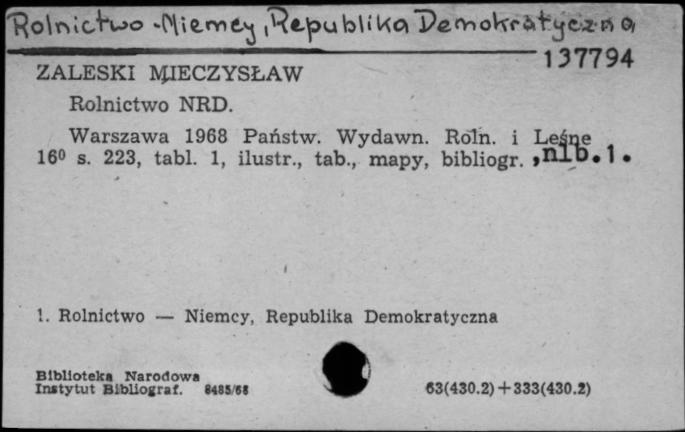 Rolnictwo - Niemcy, Republika Demokratyczna
137794
ZALESKI MIECZYSŁAW
Rolnictwo NRD.
Warszawa 1968 Państw. Wydawn. Roln. i Leśne
16⁰ s. 223, tabl. 1, ilustr., tab., mapy, bibliogr. ,nlb.1.
1. Rolnictwo — Niemcy, Republika Demokratyczna
Biblioteka Narodowa
Instytut Bibliograf. 8485/68
63(430.2)+333(430.2)